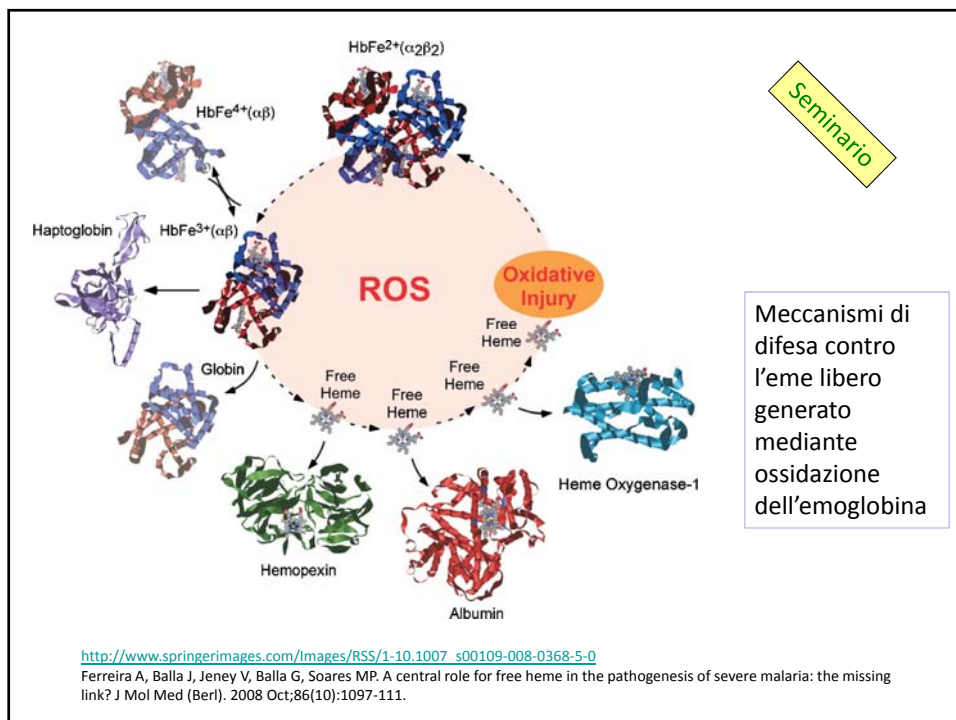 HbFe2+(α2β2)
HbFe4+(αβ)
Seminario
Haptoglobin
HbFe3+(αβ)
ROS
Oxidative
Injury
Free
Heme
Globin
Free
Heme
Free
Heme
Free
Heme
Heme Oxygenase-1
Hemopexin
Albumin
Meccanismi di
difesa contro
l’eme libero
generato
mediante
ossidazione
dell’emoglobina
http://www.springerimages.com/Images/RSS/1-10.1007_s00109-008-0368-5-0
Ferreira A, Balla J, Jeney V, Balla G, Soares MP. A central role for free heme in the pathogenesis of severe malaria: the missing
link? J Mol Med (Berl). 2008 Oct;86(10):1097-111.